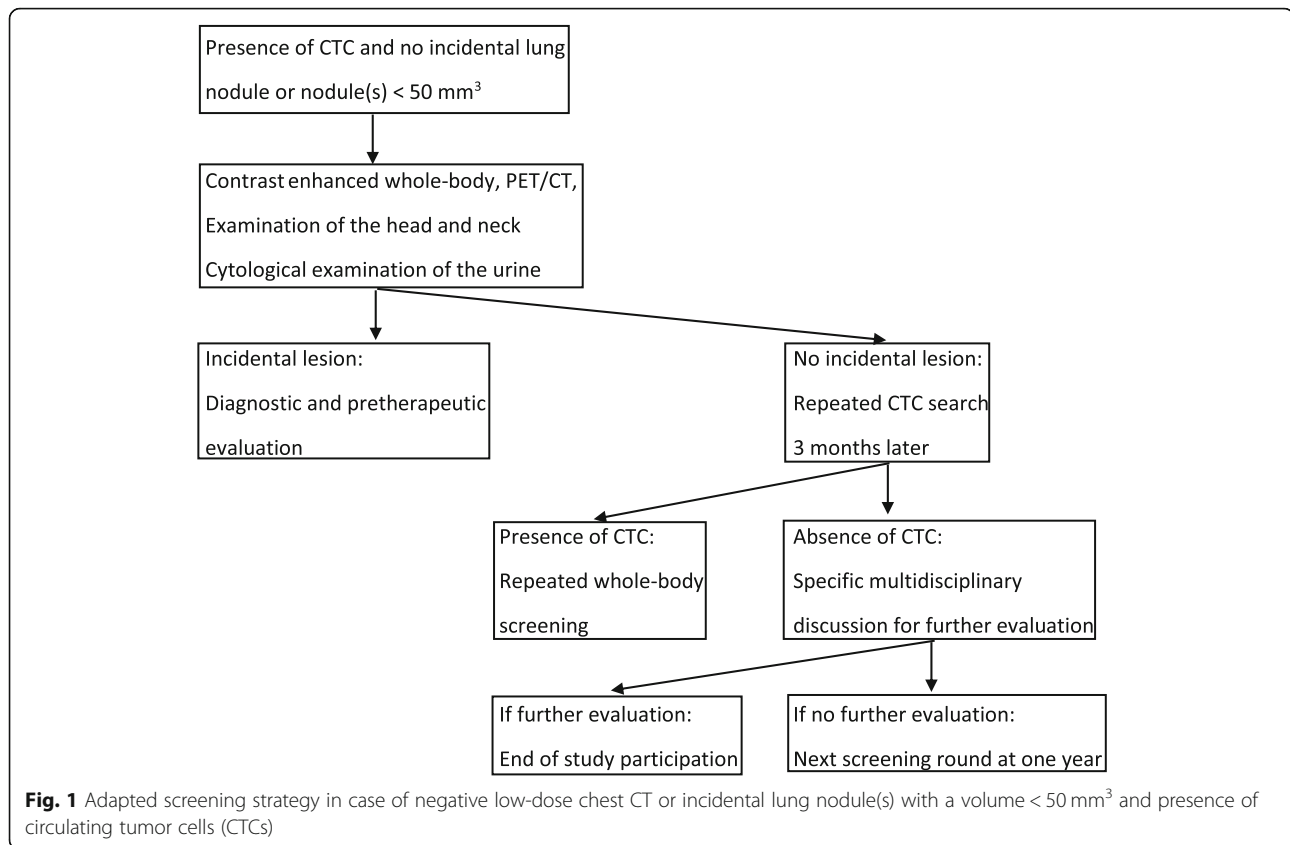 Presence of CTC and no incidental lung
nodule or nodule(s) < 50 mm³
Contrast enhanced whole-body, PET/CT,
Examination of the head and neck
Cytological examination of the urine
Incidental lesion:
Diagnostic and pretherapeutic
evaluation
No incidental lesion:
Repeated CTC search
3 months later
Presence of CTC:
Repeated whole-body
screening
Absence of CTC:
Specific multidisciplinary
discussion for further evaluation
If further evaluation:
End of study participation
If no further evaluation:
Next screening round at one year
Fig. 1 Adapted screening strategy in case of negative low-dose chest CT or incidental lung nodule(s) with a volume < 50 mm³ and presence of
circulating tumor cells (CTCs)